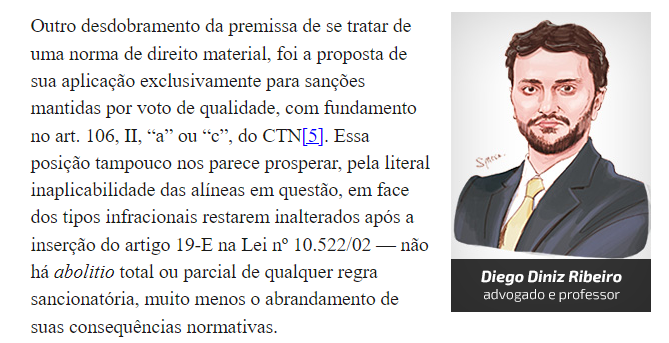 Outro desdobramento da premissa de se tratar de
uma norma de direito material, foi a proposta de
sua aplicação exclusivamente para sanções
mantidas por voto de qualidade, com fundamento
no art. 106, II, “a” ou “c”, do CTN[5]. Essa
posição tampouco nos parece prosperar, pela literal
inaplicabilidade das alíneas em questão, em face
dos tipos infracionais restarem inalterados após a
inserção do artigo 19-E na Lei nº 10.522/02 — não
há abolitio total ou parcial de qualquer regra
sancionatória, muito menos o abrandamento de
suas consequências normativas.
Diego Diniz Ribeiro
advogado e professor